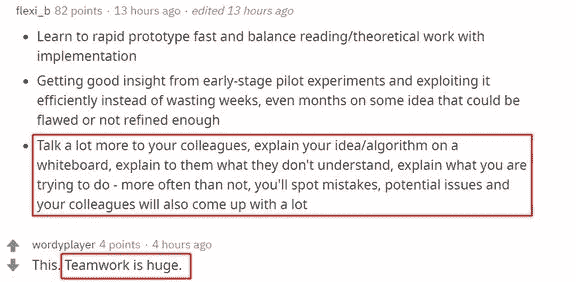 flexi_b 82 points · 13 hours ago · edited 13 hours ago
• Learn to rapid prototype fast and balance reading/theoretical work with
implementation
• Getting good insight from early-stage pilot experiments and exploiting it
efficiently instead of wasting weeks, even months on some idea that could be
flawed or not refined enough
• Talk a lot more to your colleagues, explain your idea/algorithm on a
whiteboard, explain to them what they don't understand, explain what you are
trying to do - more often than not, you'll spot mistakes, potential issues and
your colleagues will also come up with a lot
wordyplayer 4 points · 4 hours ago
This. Teamwork is huge.